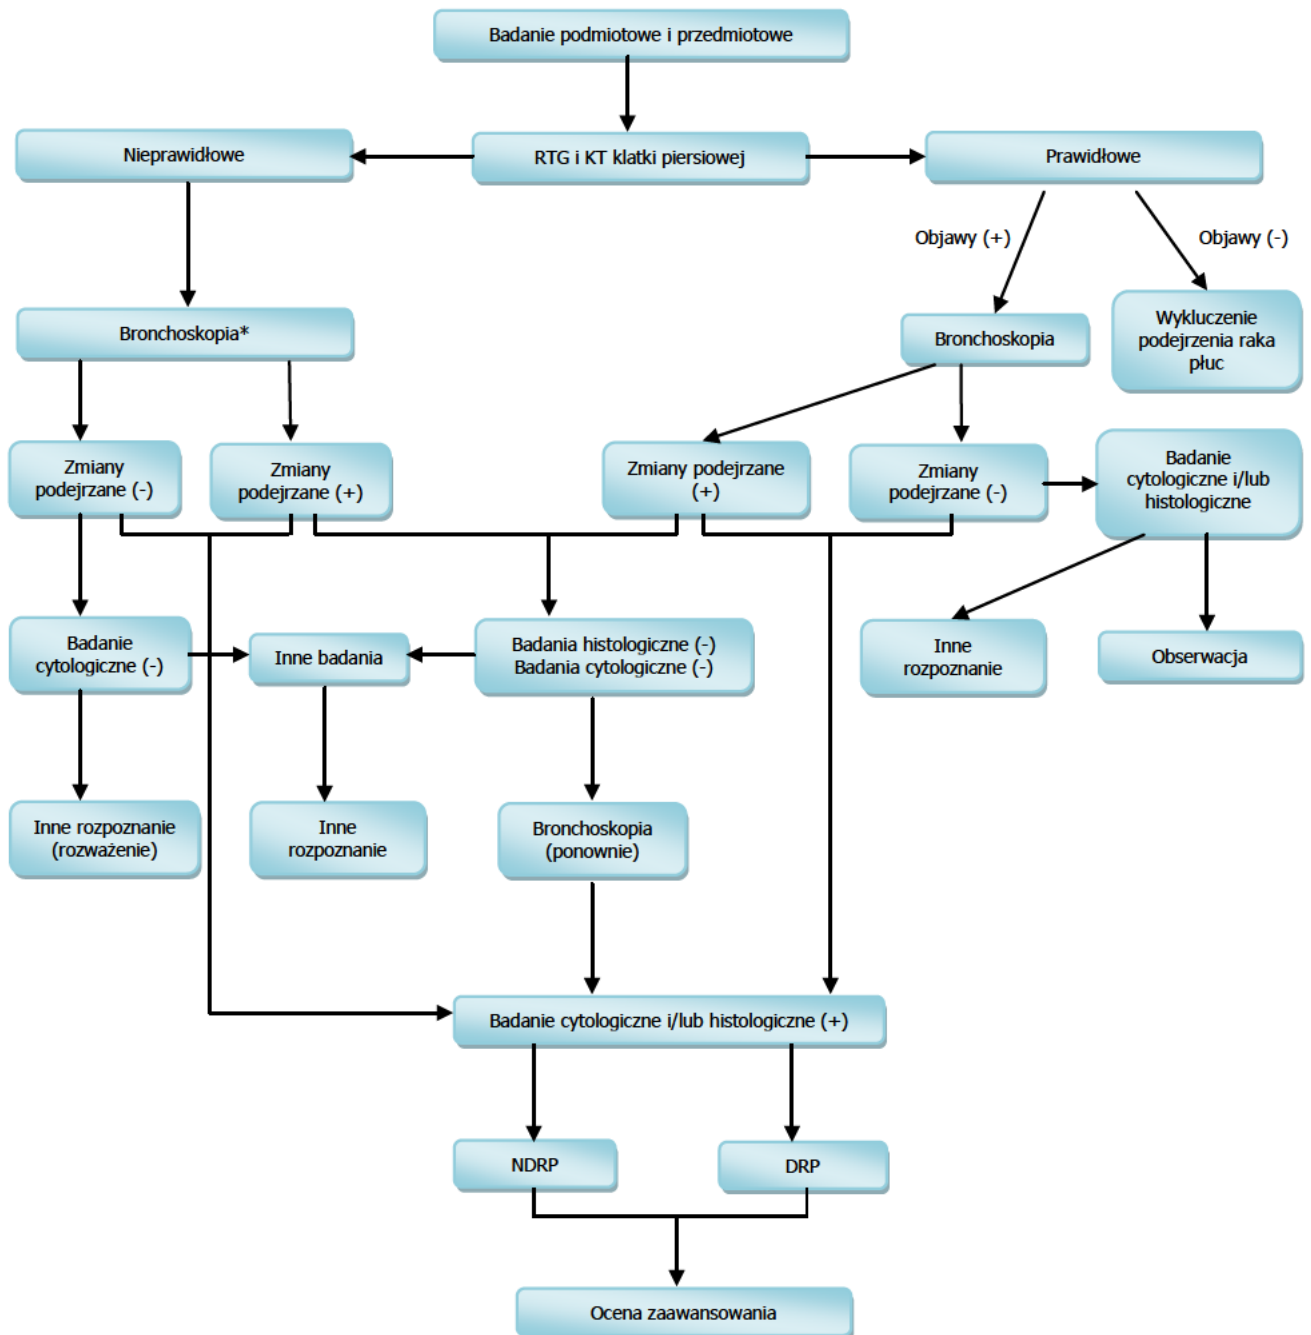 Badanie podmiotowe i przedmiotowe
Nieprawidłowe
RTG i KT klatki piersiowej
Prawidłowe
Objawy (+)
Objawy (-)
Bronchoskopia*
Bronchoskopia
Wykluczenie
podejrzenia raka
płuc
Zmiany
podejrzane (-)
Zmiany
podejrzane (+)
Zmiany podejrzane
(+)
Zmiany
podejrzane (-)
Badanie
cytologiczne i/lub
histologiczne
Badanie
cytologiczne (-)
Inne badania
Badania histologiczne (-)
Badania cytologiczne (-)
Inne
rozpoznanie
Obserwacja
Inne rozpoznanie
(rozważenie)
Inne
rozpoznanie
Bronchoskopia
(ponownie)
Badanie cytologiczne i/lub histologiczne (+)
NDRP
DRP
Ocena zaawansowania